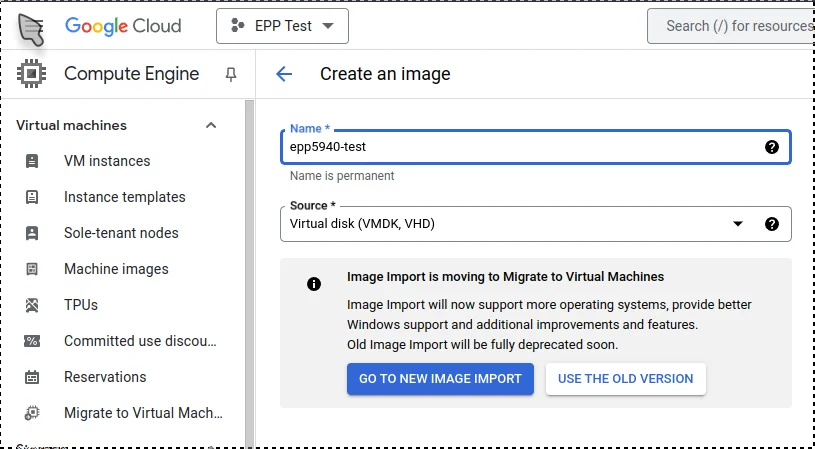 Google Cloud
EPP Test
Search (/) for resources
Compute Engine
Create an image
Virtual machines
VM instances
Instance templates
Sole-tenant nodes
Machine images
TPUs
Committed use discou…
Reservations
Migrate to Virtual Mach…
Name *
epp5940-test
Name is permanent
Source *
Virtual disk (VMDK, VHD)
Image Import is moving to Migrate to Virtual Machines
Image Import will now support more operating systems, provide better
Windows support and additional improvements and features.
Old Image Import will be fully deprecated soon.
GO TO NEW IMAGE IMPORT
USE THE OLD VERSION